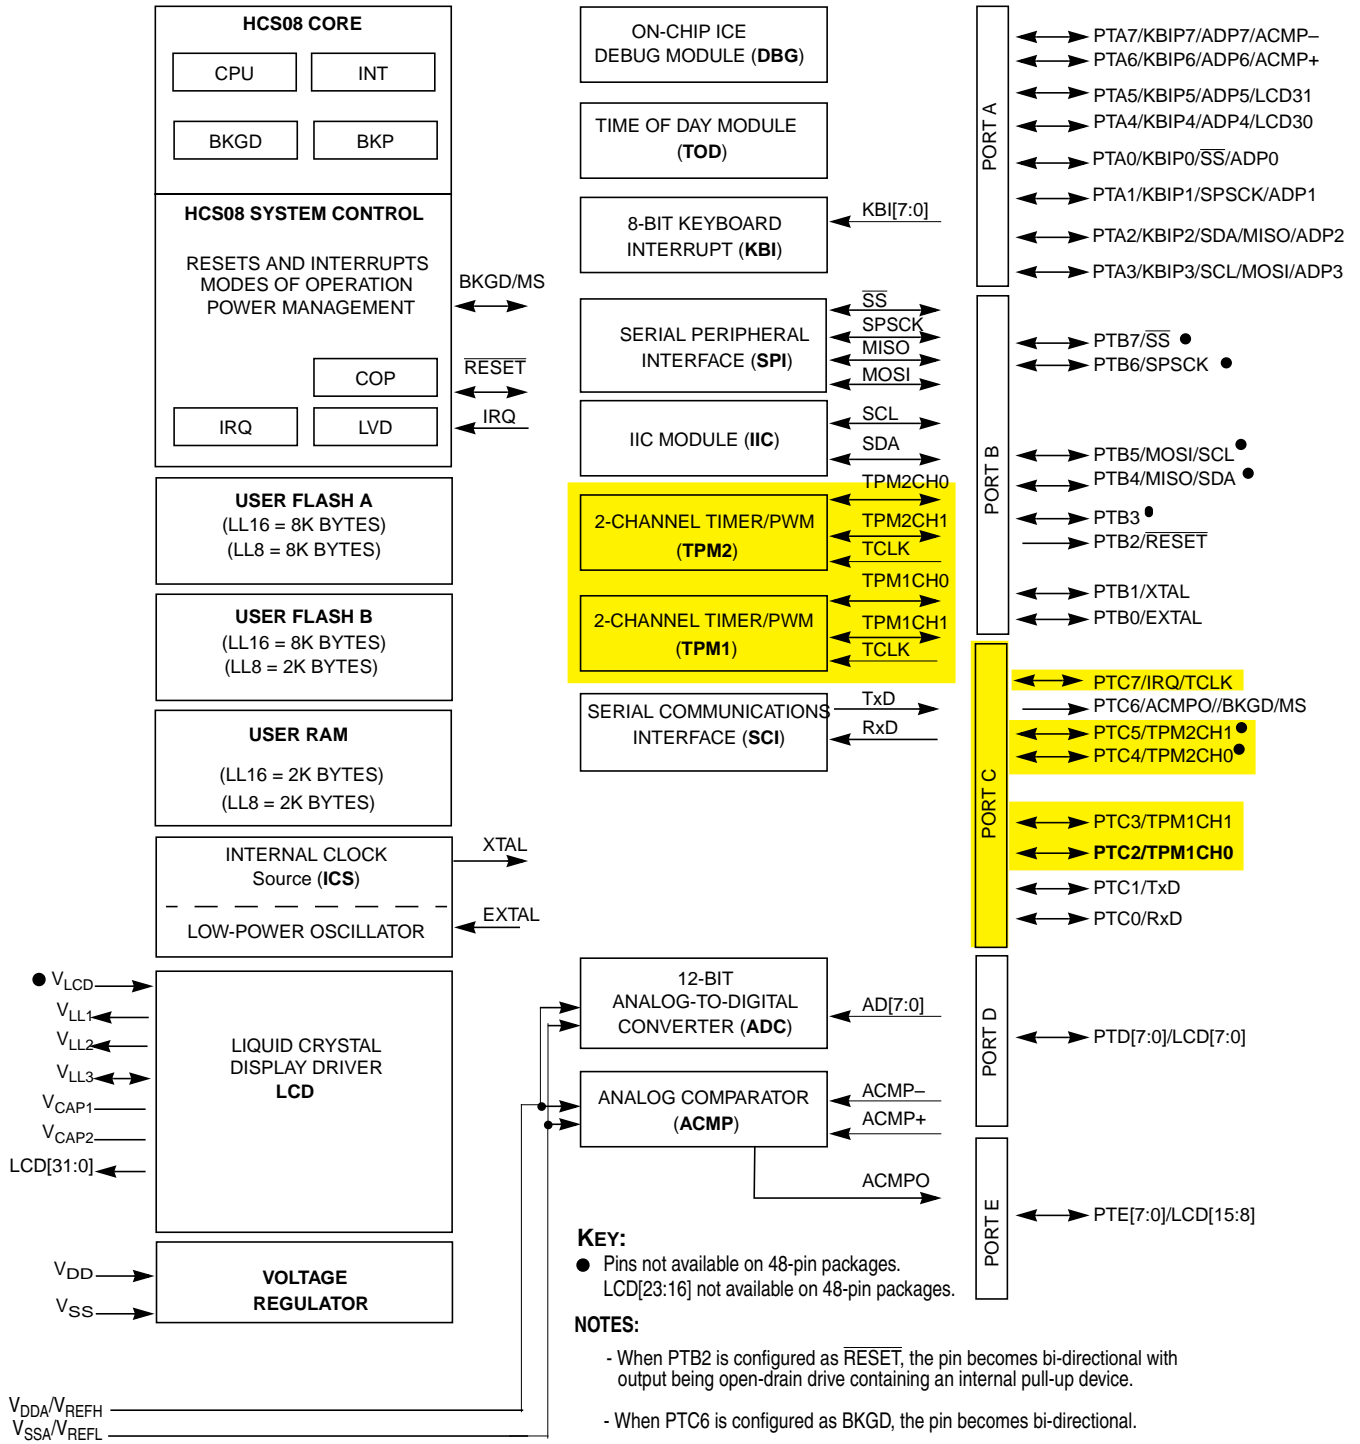 HCS08 CORE
CPU
INT
BKGD
BKP
HCS08 SYSTEM CONTROL
RESETS AND INTERRUPTS
MODES OF OPERATION
POWER MANAGEMENT
BKGD/MS
COP
RESET
IRQ
LVD
IRQ
USER FLASH A
(LL16 = 8K BYTES)
(LL8 = 8K BYTES)
USER FLASH B
(LL16 = 8K BYTES)
(LL8 = 2K BYTES)
USER RAM
(LL16 = 2K BYTES)
(LL8 = 2K BYTES)
INTERNAL CLOCK
Source (ICS)
LOW-POWER OSCILLATOR
XTAL
EXTAL
● VLCD
VLL1
VLL2
VLL3
VCAP1
VCAP2
LCD[31:0]
LIQUID CRYSTAL
DISPLAY DRIVER
LCD
VDD
VSS
VOLTAGE
REGULATOR
VDDA/VREFH
VSSA/VREFL
ON-CHIP ICE
DEBUG MODULE (DBG)
TIME OF DAY MODULE
(TOD)
8-BIT KEYBOARD
INTERRUPT (KBI)
KBI[7:0]
SERIAL PERIPHERAL
INTERFACE (SPI)
SS
SPSCK
MISO
MOSI
IIC MODULE (IIC)
SCL
SDA
2-CHANNEL TIMER/PWM
(TPM2)
TPM2CH0
TPM2CH1
TCLK
2-CHANNEL TIMER/PWM
(TPM1)
TPM1CH0
TPM1CH1
TCLK
SERIAL COMMUNICATIONS
INTERFACE (SCI)
TxD
RxD
12-BIT
ANALOG-TO-DIGITAL
CONVERTER (ADC)
AD[7:0]
ANALOG COMPARATOR
(ACMP)
ACMP–
ACMP+
ACMPO
PORT A
PTA7/KBIP7/ADP7/ACMP–
PTA6/KBIP6/ADP6/ACMP+
PTA5/KBIP5/ADP5/LCD31
PTA4/KBIP4/ADP4/LCD30
PTA0/KBIP0/SS/ADP0
PTA1/KBIP1/SPSCK/ADP1
PTA2/KBIP2/SDA/MISO/ADP2
PTA3/KBIP3/SCL/MOSI/ADP3
PORT B
PTB7/SS ●
PTB6/SPSCK ●
PTB5/MOSI/SCL ●
PTB4/MISO/SDA ●
PTB3 ●
PTB2/RESET
PTB1/XTAL
PTB0/EXTAL
PORT C
PTC7/IRQ/TCLK
PTC6/ACMPO//BKGD/MS
PTC5/TPM2CH1 ●
PTC4/TPM2CH0 ●
PTC3/TPM1CH1
PTC2/TPM1CH0
PTC1/TxD
PTC0/RxD
PORT D
PTD[7:0]/LCD[7:0]
PORT E
PTE[7:0]/LCD[15:8]
KEY:
● Pins not available on 48-pin packages.
LCD[23:16] not available on 48-pin packages.
NOTES:
- When PTB2 is configured as RESET, the pin becomes bi-directional with
output being open-drain drive containing an internal pull-up device.
- When PTC6 is configured as BKGD, the pin becomes bi-directional.